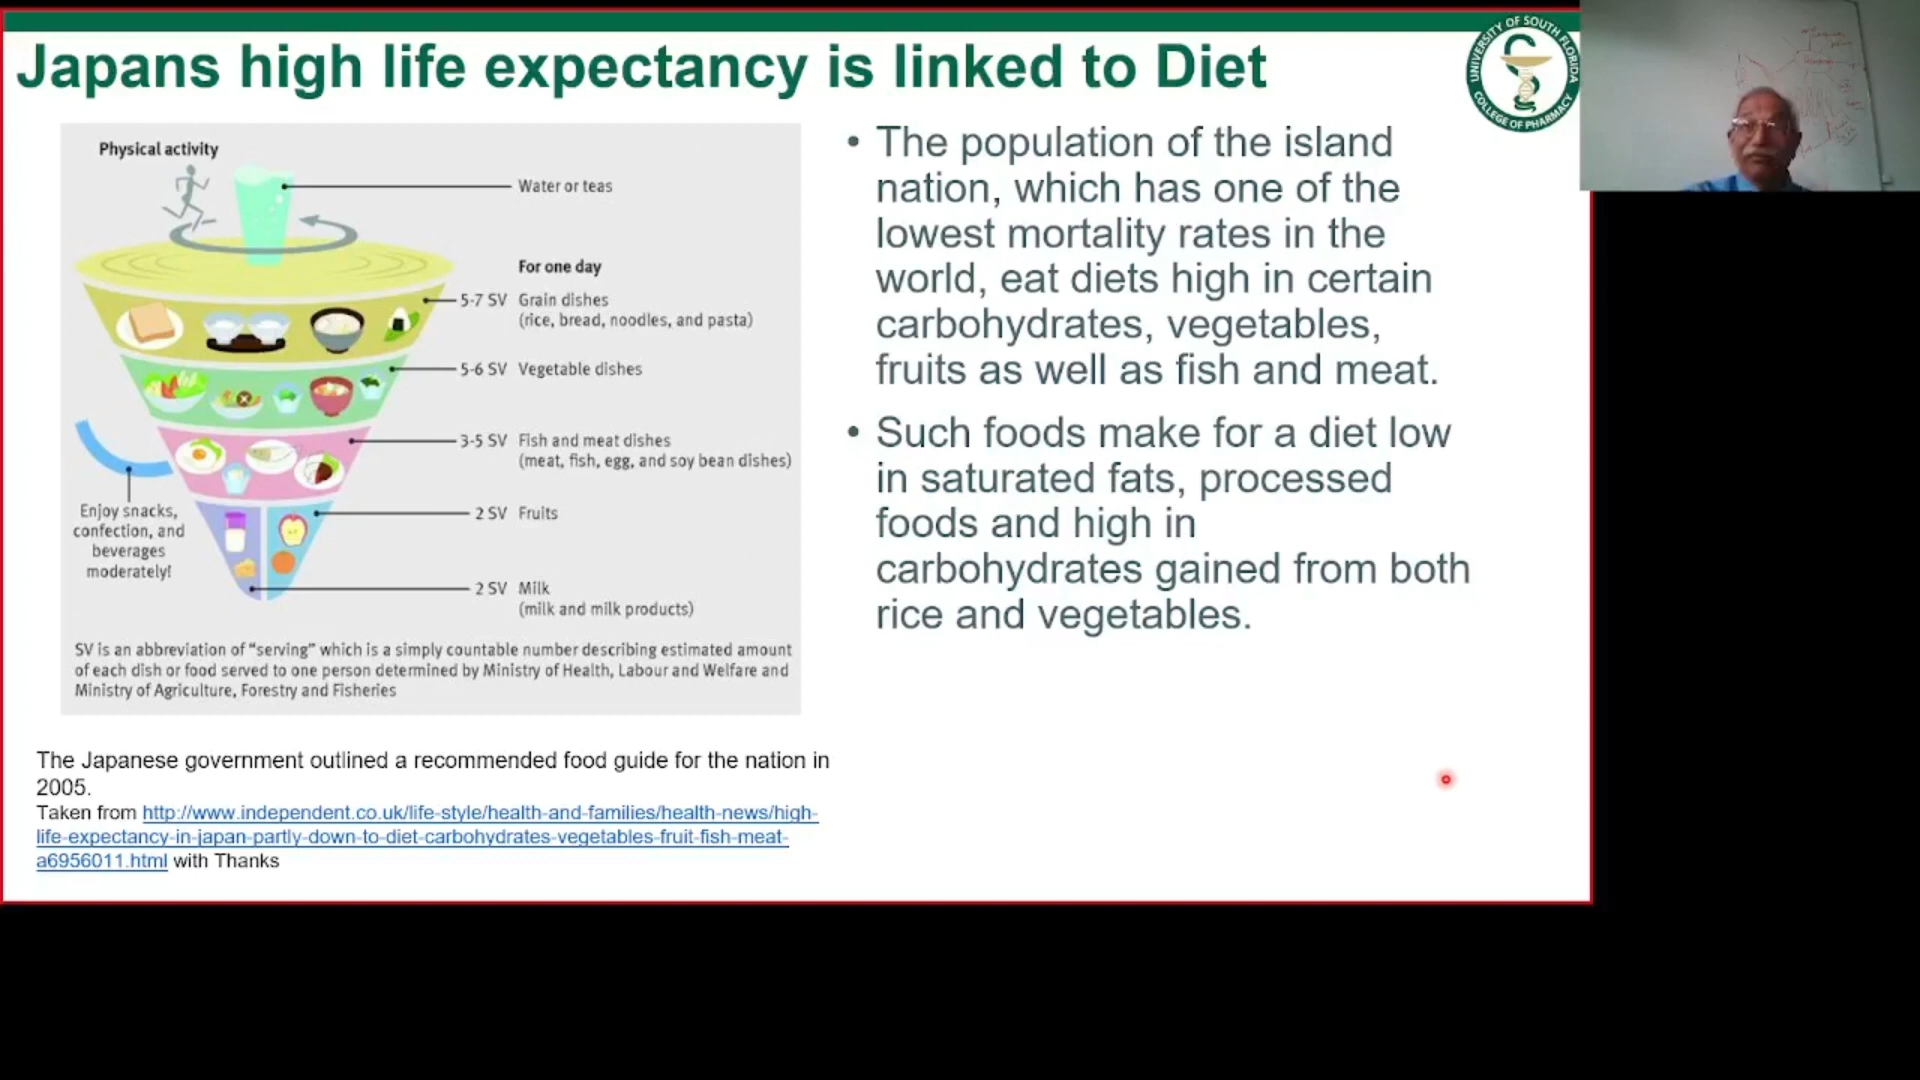 Japans high life expectancy is linked to Diet
UNIVERSITY OF SOUTH FLORIDA
COLLEGE OF PHARMACY
Physical activity
Water or teas
For one day
5-7 SV Grain dishes
(rice, bread, noodles, and pasta)
5-6 SV Vegetable dishes
3-5 SV Fish and meat dishes
(meat, fish, egg, and soy bean dishes)
Enjoy snacks,
confection, and
beverages
moderately!
2 SV Fruits
2 SV Milk
(milk and milk products)
SV is an abbreviation of “serving” which is a simply countable number describing estimated amount
of each dish or food served to one person determined by Ministry of Health, Labour and Welfare and
Ministry of Agriculture, Forestry and Fisheries
The Japanese government outlined a recommended food guide for the nation in
2005.
Taken from http://www.independent.co.uk/life-style/health-and-families/health-news/high-
life-expectancy-in-japan-partly-down-to-diet-carbohydrates-vegetables-fruit-fish-meat-
a6956011.html with Thanks
• The population of the island
nation, which has one of the
lowest mortality rates in the
world, eat diets high in certain
carbohydrates, vegetables,
fruits as well as fish and meat.
• Such foods make for a diet low
in saturated fats, processed
foods and high in
carbohydrates gained from both
rice and vegetables.